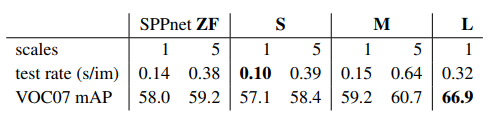 SPPnet ZF S M L
scales 1 5 1 5 1 5 1
test rate (s/im) 0.14 0.38 0.10 0.39 0.15 0.64 0.32
VOC07 mAP 58.0 59.2 57.1 58.4 59.2 60.7 66.9